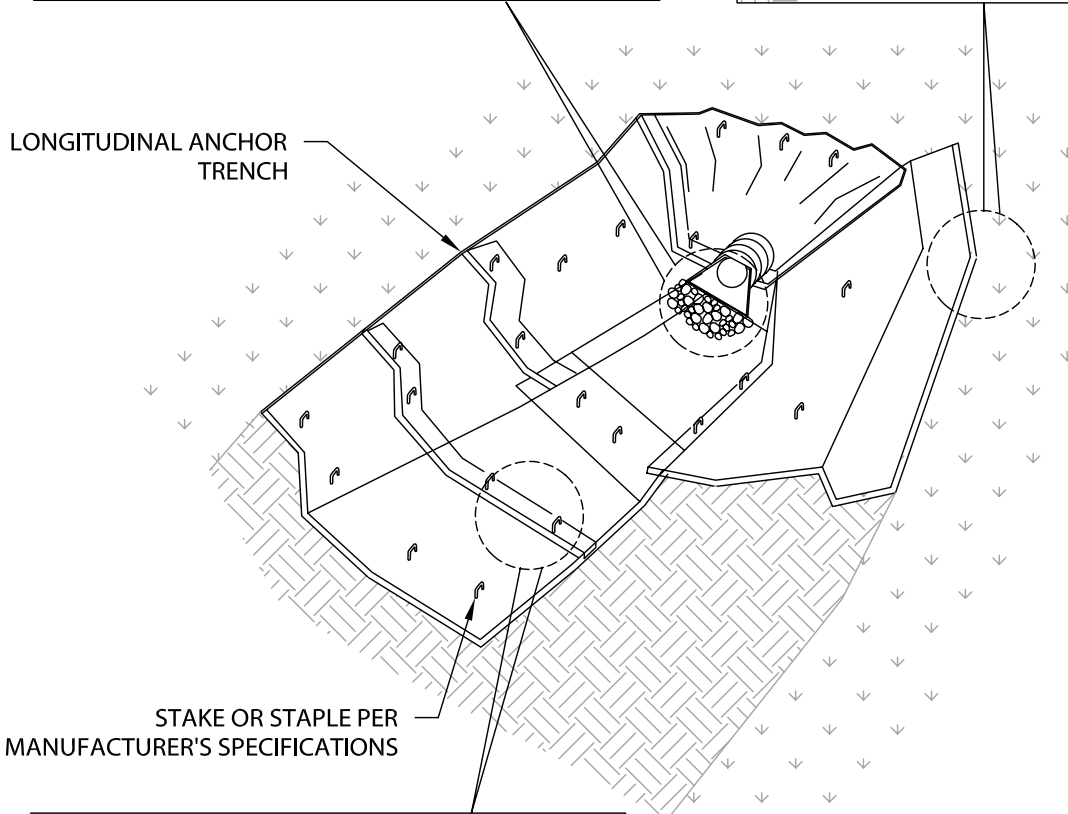 LONGITUDINAL ANCHOR
TRENCH
STAKE OR STAPLE PER
MANUFACTURER'S SPECIFICATIONS